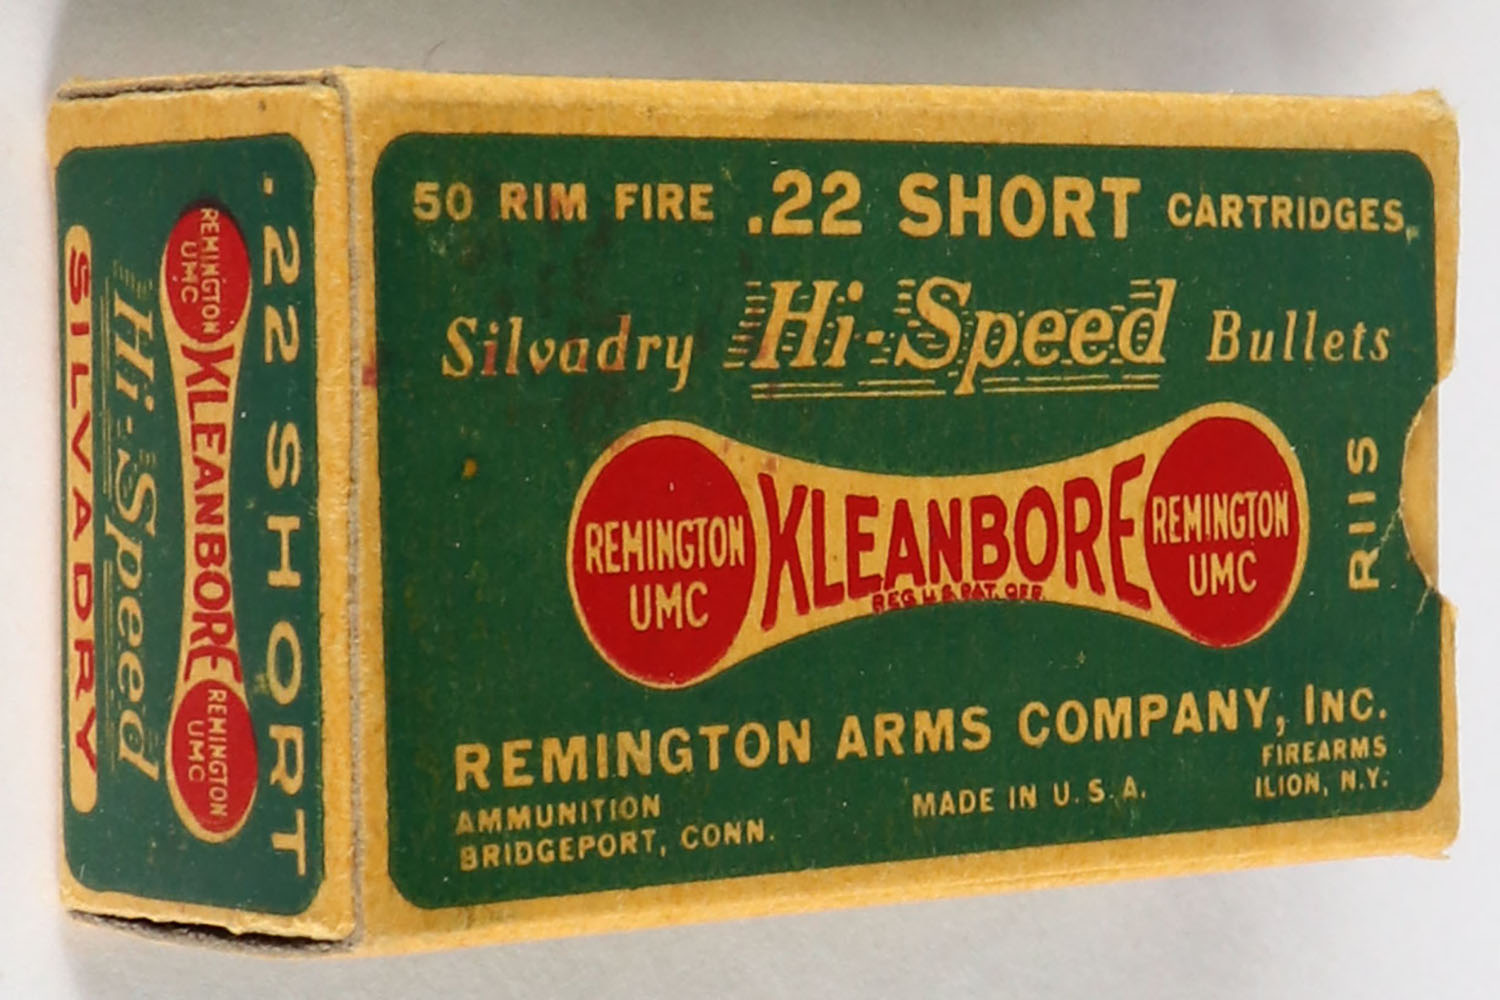 50 RIM FIRE .22 SHORT CARTRIDGES,
Silvadry Hi-Speed Bullets
REMINGTON
UMC
KLEANBORE
REG. U.S. PAT. OFF.
REMINGTON
UMC
R11S
REMINGTON ARMS COMPANY, INC.
AMMUNITION
BRIDGEPORT, CONN.
MADE IN U.S.A.
FIREARMS
ILION, N.Y.
.22 SHORT
REMINGTON
UMC
KLEANBORE
REMINGTON
UMC
Hi-Speed
SILVADRY